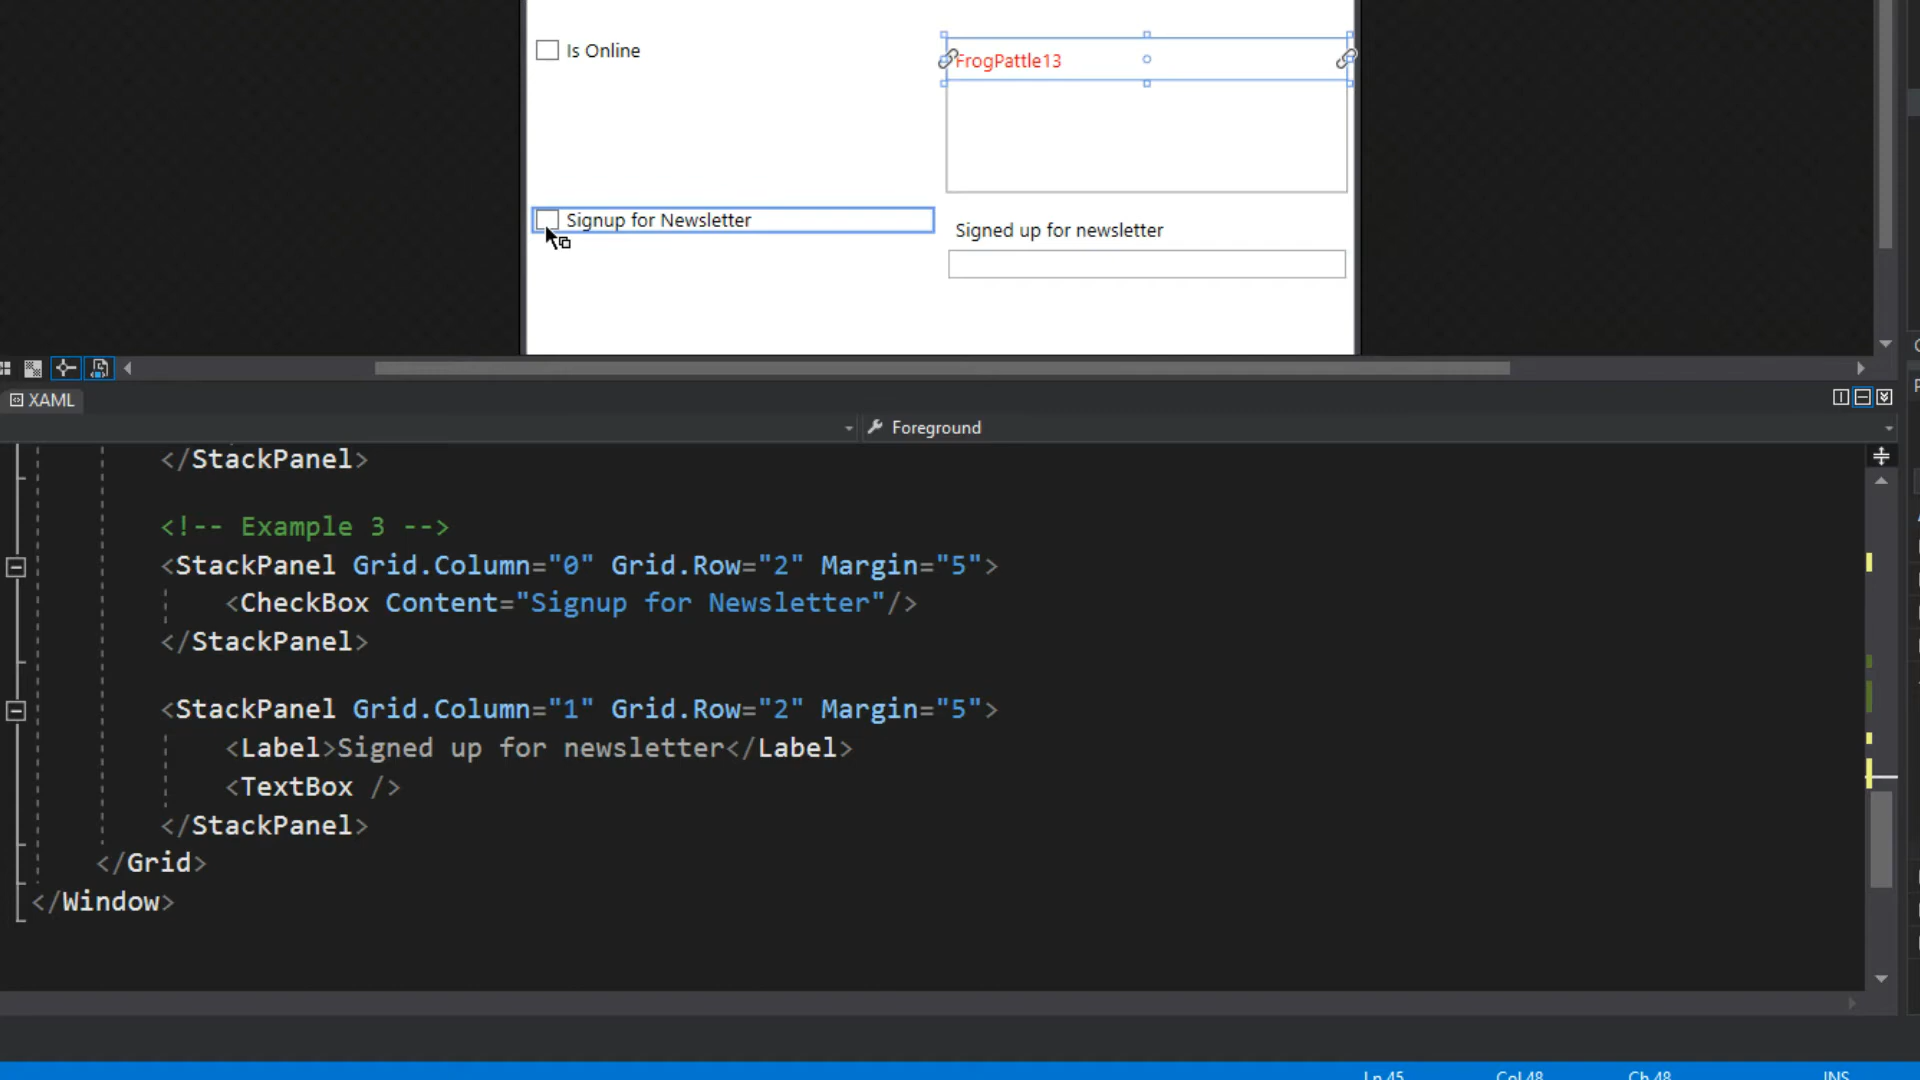 Is Online
FrogPattle13
Signup for Newsletter
Signed up for newsletter
XAML
Foreground
</StackPanel>
<!-- Example 3 -->
<StackPanel Grid.Column="0" Grid.Row="2" Margin="5">
<CheckBox Content="Signup for Newsletter"/>
</StackPanel>
<StackPanel Grid.Column="1" Grid.Row="2" Margin="5">
<Label>Signed up for newsletter</Label>
<TextBox />
</StackPanel>
</Grid>
</Window>
Ln 45 Col 48 Ch 48 INS